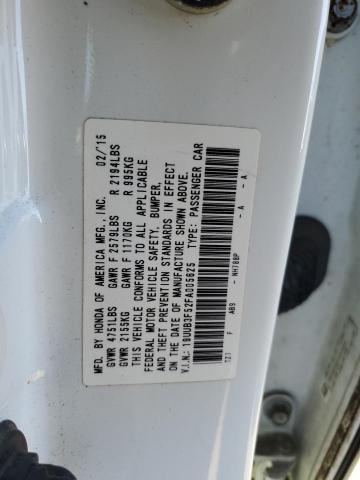 MFD. BY HONDA OF AMERICA MFG., INC. 02/'15
GVWR 4751LBS GAWR F 2579LBS R 2194LBS
GVWR 2155KG GAWR F 1170KG R 995KG
THIS VEHICLE CONFORMS TO ALL APPLICABLE
FEDERAL MOTOR VEHICLE SAFETY, BUMPER,
AND THEFT PREVENTION STANDARDS IN EFFECT
ON THE DATE OF MANUFACTURE SHOWN ABOVE.
V.I.N.: 19UUB3F52FA005625 TYPE: PASSENGER CAR
TZ3 F AB9 - NH788P - A - A